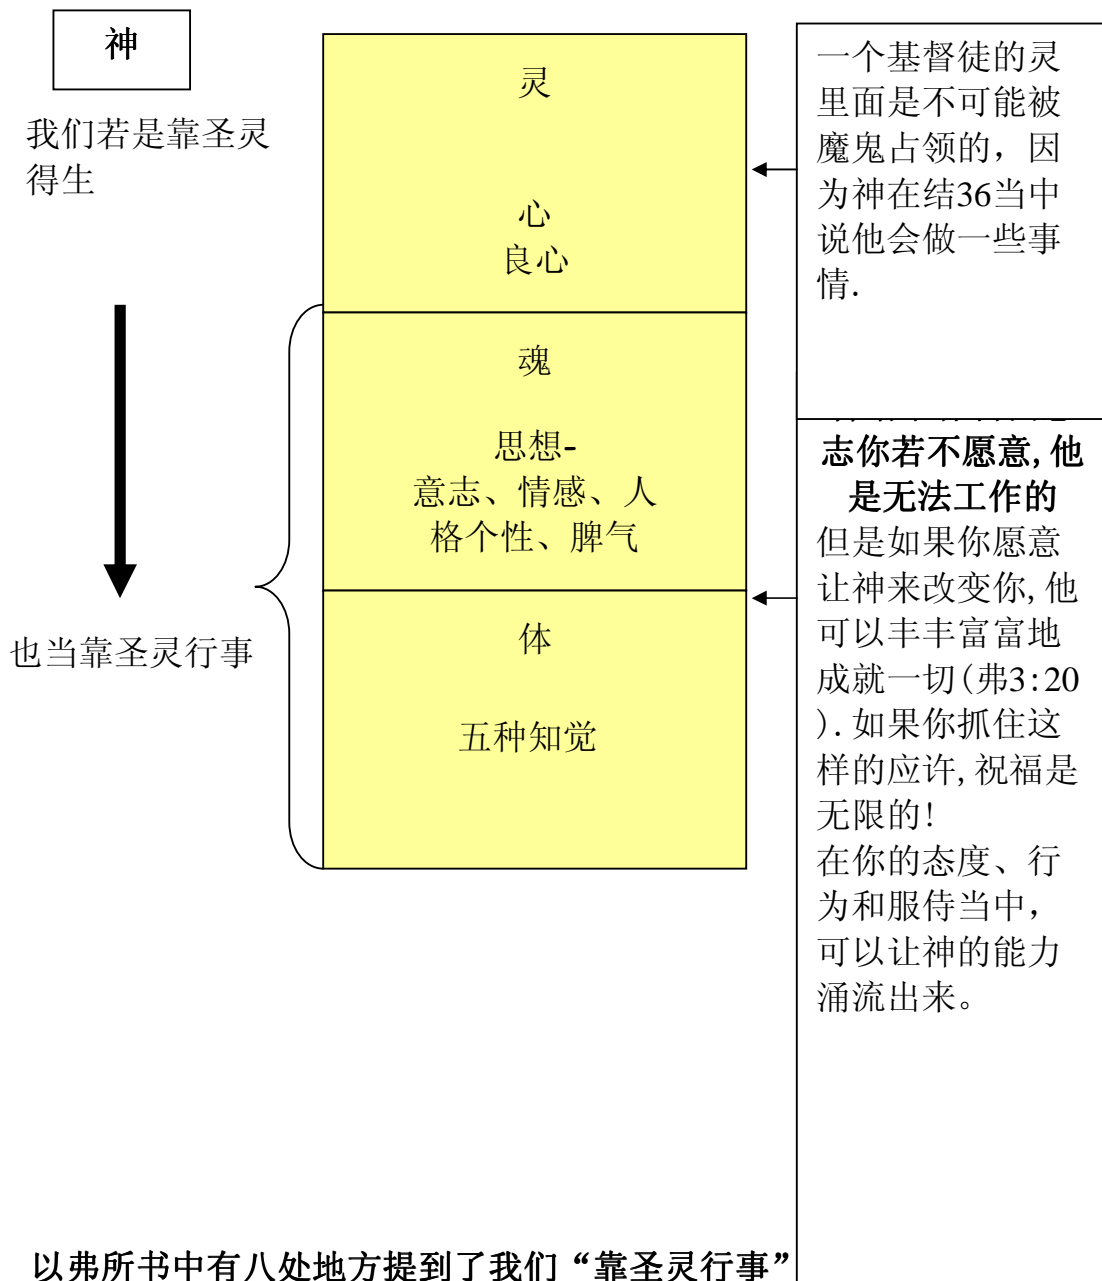 神
我们若是靠圣灵
得生
也当靠圣灵行事
灵
心
良心
魂
思想-
意志、情感、人
格个性、脾气
体
五种知觉
一个基督徒的灵
里面是不可能被
魔鬼占领的，因
为神在结36当中
说他会做一些事
情.
志你若不愿意,他
是无法工作的
但是如果你愿意
让神来改变你,他
可以丰丰富富地
成就一切(弗3:20
).如果你抓住这
样的应许,祝福是
无限的!
在你的态度、行
为和服侍当中，
可以让神的能力
涌流出来。
以弗所书中有八处地方提到了我们“靠圣灵行事”